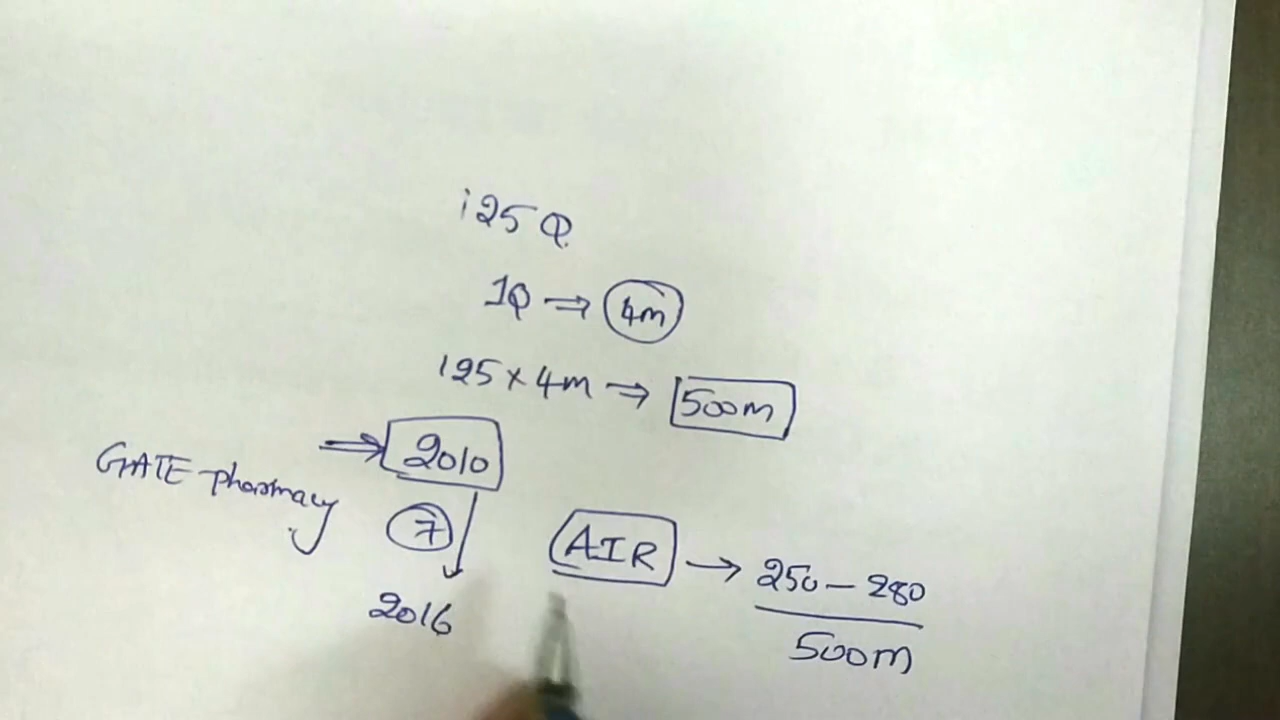 125 Q
1Q ⇒ 4m
125 × 4m ⇒ 500m
GATE-pharmacy ⇒ 2010
7
2016
AIR → 250 - 280
500m